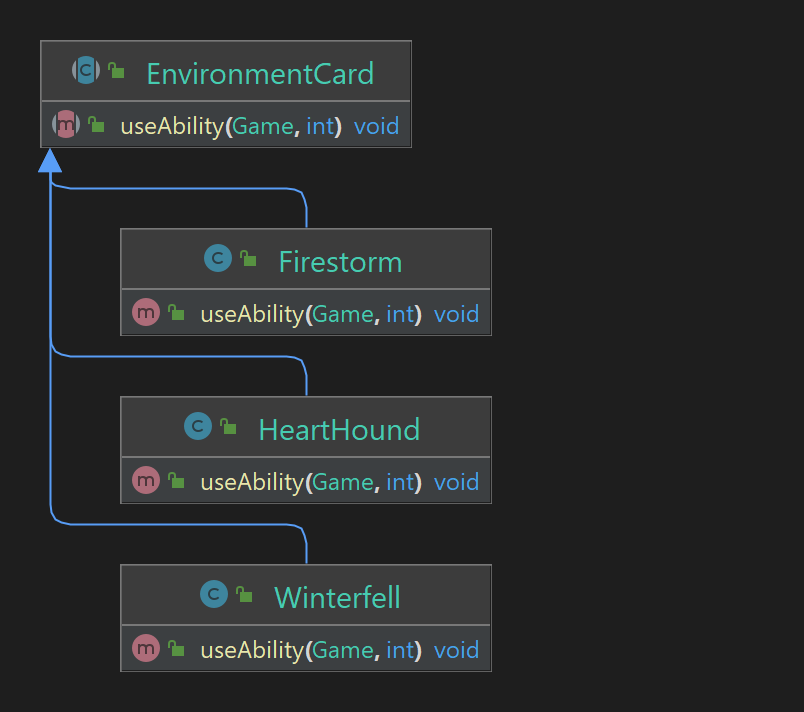 C EnvironmentCard
m useAbility(Game, int) void
C Firestorm
m useAbility(Game, int) void
C HeartHound
m useAbility(Game, int) void
C Winterfell
m useAbility(Game, int) void